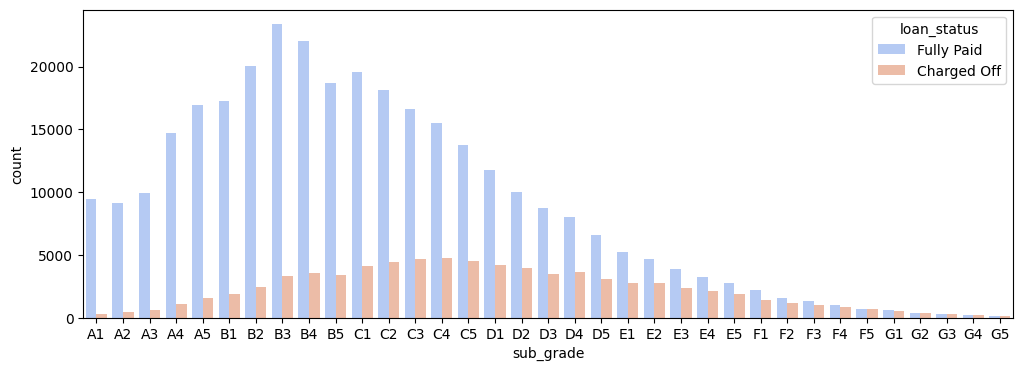 loan_status
Fully Paid
Charged Off
count
20000
15000
10000
5000
0
A1 A2 A3 A4 A5 B1 B2 B3 B4 B5 C1 C2 C3 C4 C5 D1 D2 D3 D4 D5 E1 E2 E3 E4 E5 F1 F2 F3 F4 F5 G1 G2 G3 G4 G5
sub_grade